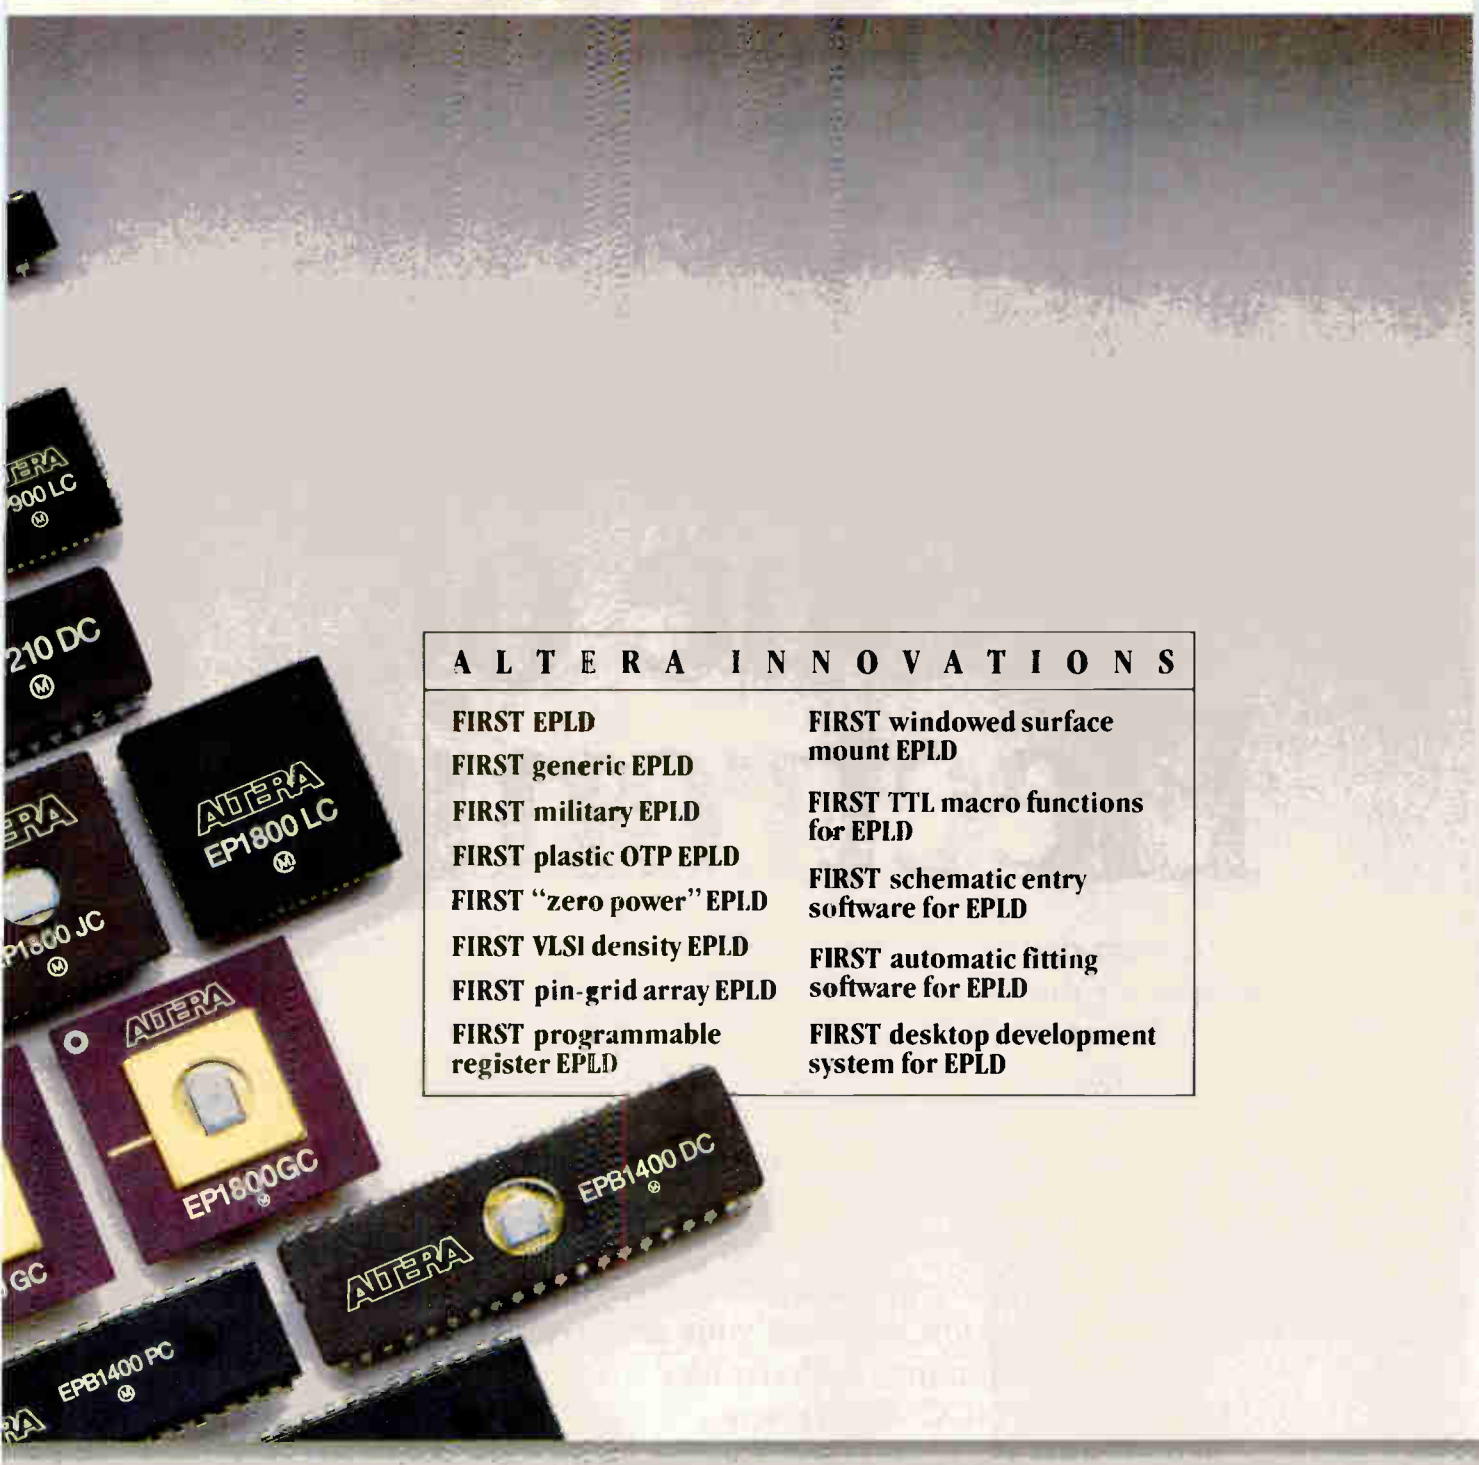 TERA
900 LC
M
210 DC
M
ALTERA
EP1800 LC
M
ERA
P1800 JC
M
ALTERA
EP1800GC
M
GC
ALTERA
EPB1400 DC
M
EPB1400 PC
M
RA
ALTERA INNOVATIONS
FIRST EPLD
FIRST generic EPLD
FIRST military EPLD
FIRST plastic OTP EPLD
FIRST “zero power” EPLD
FIRST VLSI density EPLD
FIRST pin-grid array EPLD
FIRST programmable
register EPLD
FIRST windowed surface
mount EPLD
FIRST TTL macro functions
for EPLD
FIRST schematic entry
software for EPLD
FIRST automatic fitting
software for EPLD
FIRST desktop development
system for EPLD